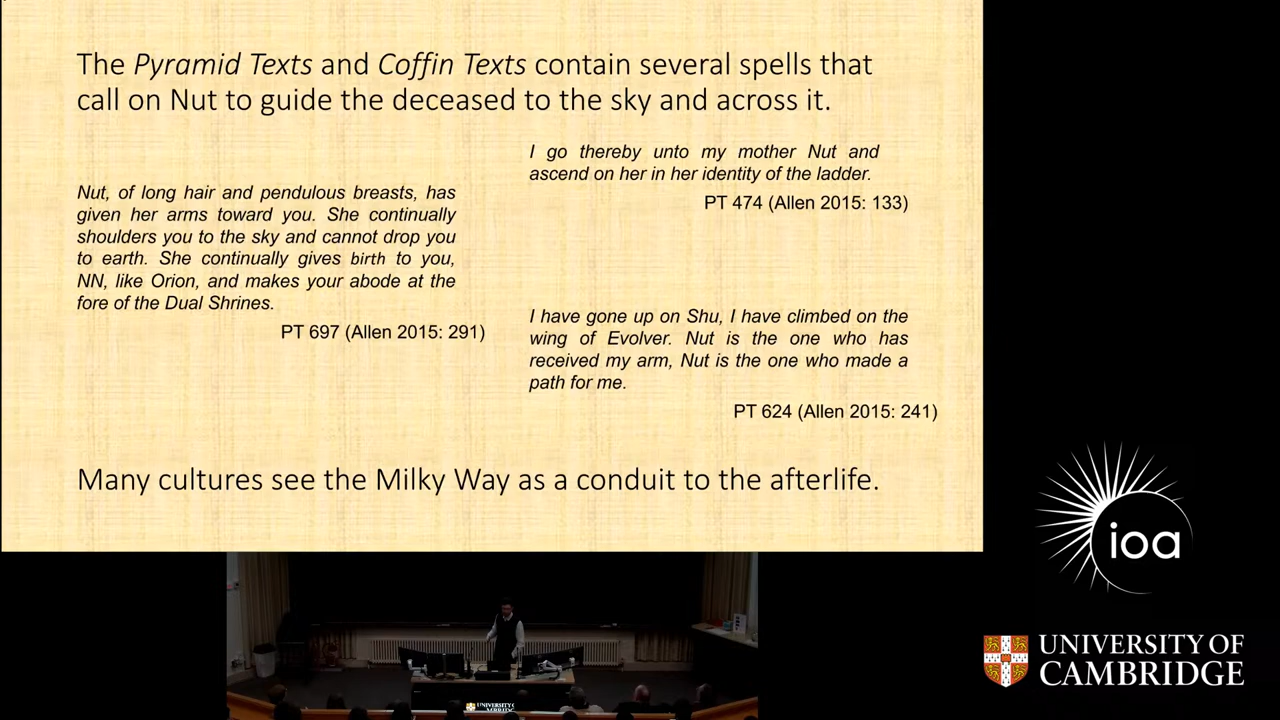 The Pyramid Texts and Coffin Texts contain several spells that
call on Nut to guide the deceased to the sky and across it.
Nut, of long hair and pendulous breasts, has
given her arms toward you. She continually
shoulders you to the sky and cannot drop you
to earth. She continually gives birth to you,
NN, like Orion, and makes your abode at the
fore of the Dual Shrines.
PT 697 (Allen 2015: 291)
I go thereby unto my mother Nut and
ascend on her in her identity of the ladder.
PT 474 (Allen 2015: 133)
I have gone up on Shu, I have climbed on the
wing of Evolver. Nut is the one who has
received my arm, Nut is the one who made a
path for me.
PT 624 (Allen 2015: 241)
Many cultures see the Milky Way as a conduit to the afterlife.
ioa
UNIVERSITY OF
CAMBRIDGE
UNIVERSITY OF
CAMBRIDGE